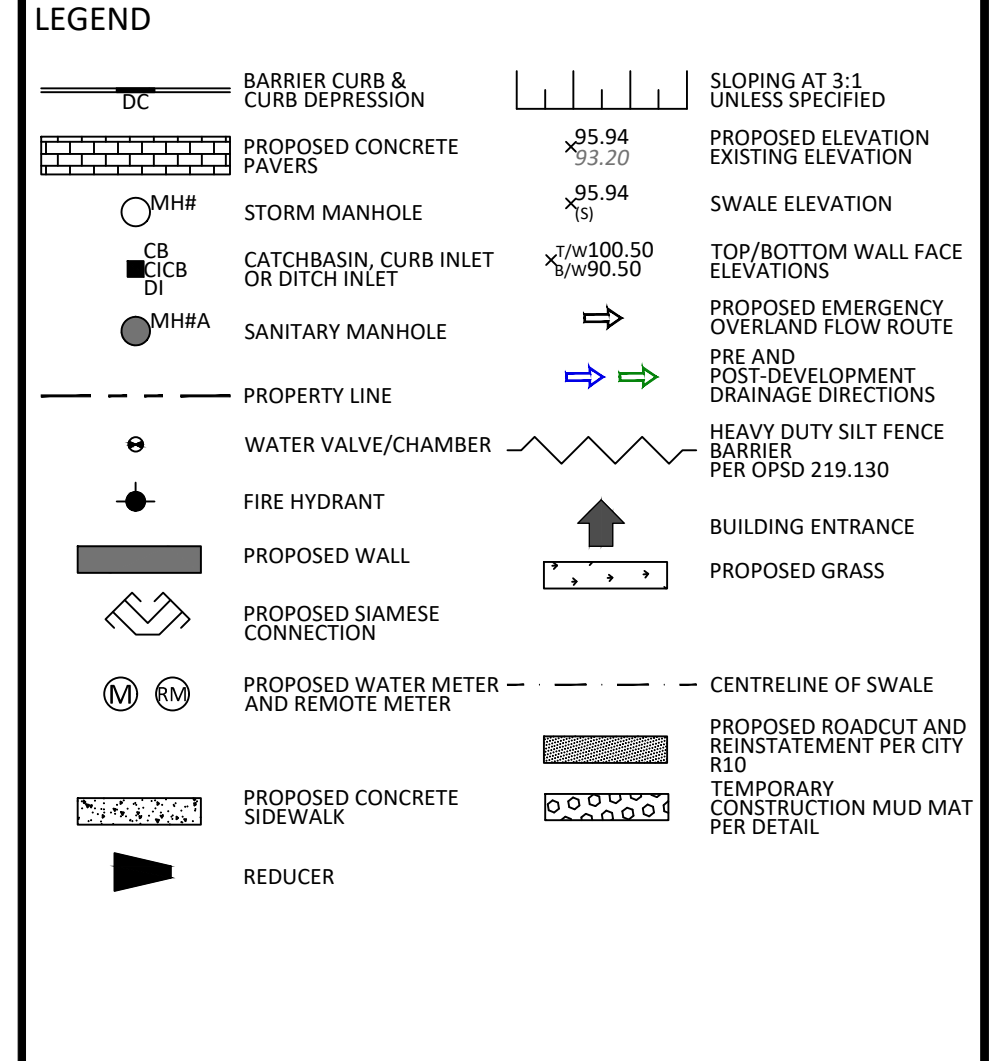 LEGEND
DC
BARRIER CURB &
CURB DEPRESSION
PROPOSED CONCRETE
PAVERS
MH#
STORM MANHOLE
CB
CICB
DI
CATCHBASIN, CURB INLET
OR DITCH INLET
MH#A
SANITARY MANHOLE
PROPERTY LINE
WATER VALVE/CHAMBER
FIRE HYDRANT
PROPOSED WALL
PROPOSED SIAMESE
CONNECTION
M RM
PROPOSED WATER METER
AND REMOTE METER
PROPOSED CONCRETE
SIDEWALK
REDUCER
SLOPING AT 3:1
UNLESS SPECIFIED
95.94
93.20
PROPOSED ELEVATION
EXISTING ELEVATION
95.94
(S)
SWALE ELEVATION
T/W100.50
B/W90.50
TOP/BOTTOM WALL FACE
ELEVATIONS
PROPOSED EMERGENCY
OVERLAND FLOW ROUTE
PRE AND
POST-DEVELOPMENT
DRAINAGE DIRECTIONS
HEAVY DUTY SILT FENCE
BARRIER
PER OPSD 219.130
BUILDING ENTRANCE
PROPOSED GRASS
CENTRELINE OF SWALE
PROPOSED ROADCUT AND
REINSTATEMENT PER CITY
R10
TEMPORARY
CONSTRUCTION MUD MAT
PER DETAIL